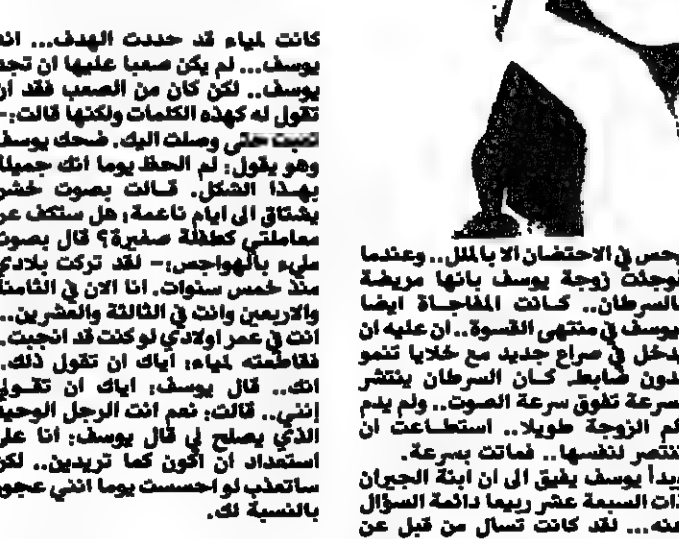 يحس في الاحتضان الا بالملل.. وعندما
فوجئت زوجة يوسف بانها مريضة
بالسرطان.. كانت المفاجاة ايضا
ليوسف في منتهى القسوة.. ان عليه ان
يدخل في صراع جديد مع خلايا تنمو
بدون ضابط. كان السرطان ينتشر
بسرعة تفوق سرعة الصوت.. ولم يدم
الم الزوجة طويلا.. استطاعت ان
تنتصر لنفسها.. فماتت بسرعة.
وبدأ يوسف يفيق الى ان ابنة الجيران
ذات السبعة عشر ربيعا دائمة السؤال
عنه... لقد كانت تسال من قبل عن
كانت لمياء قد حددت الهدف... انه
يوسف... لم يكن صعبا عليها ان تجد
يوسف.. لكن كان من الصعب فقد ان
تقول له كهذه الكلمات ولكنها قالت:-
تعبت حتى وصلت اليك. ضحك يوسف
وهو يقول: لم الحظ يوما انك جميلة
بهذا الشكل. قالت بصوت خشن
يشتاق الى ايام ناعمة؛ هل ستكف عن
معاملتي كطفلة صغيرة؟ قال بصوت
مليء بالهواجس:- لقد تركت بلادي
منذ خمس سنوات. انا الان في الثامنة
والاربعين وانت في الثالثة والعشرين..
انت في عمر اولادي لو كنت قد انجبت.
فقاطعته لمياء: اياك ان تقول ذلك.
انك.. قال يوسف: اياك ان تقولي
إنني.. قالت: نعم انت الرجل الوحيد
الذي يصلح لي قال يوسف: انا على
استعداد ان اكون كما تريدين.. لكن
ساتعذب لو احسست يوما انني عجوز
بالنسبة لك.